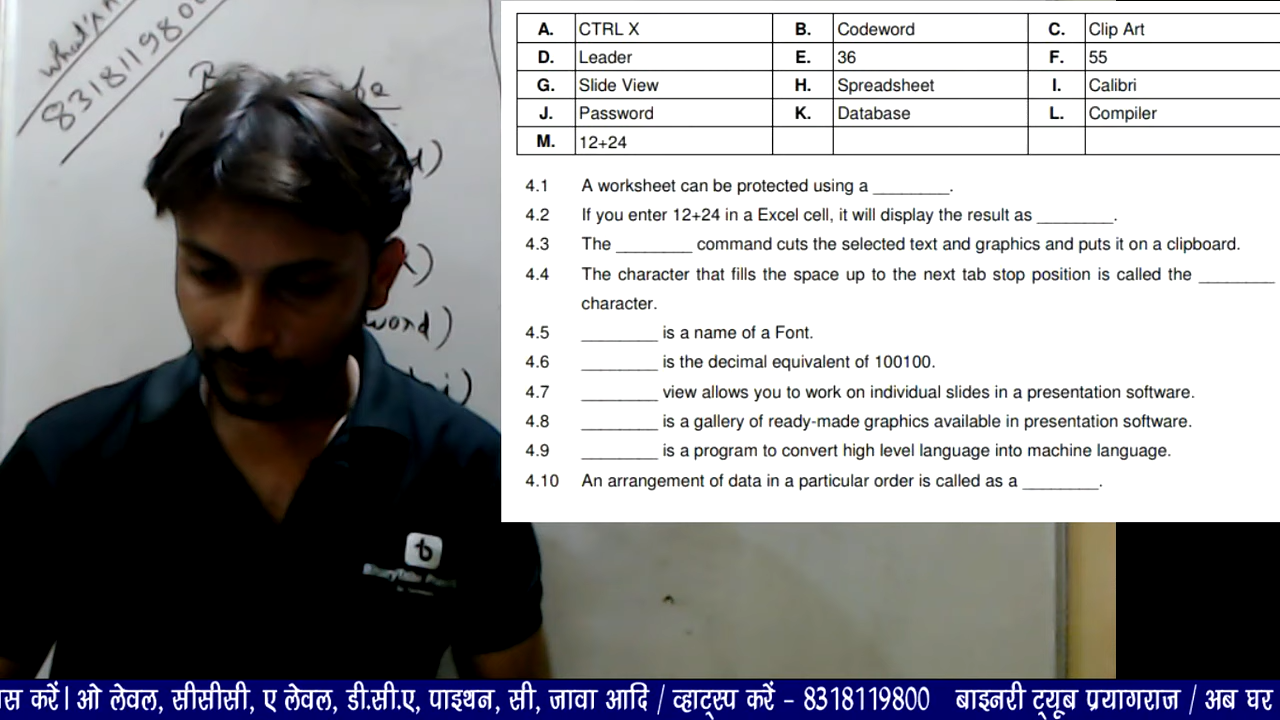 what'sApp
8318119800
A. CTRL X B. Codeword C. Clip Art
D. Leader E. 36 F. 55
G. Slide View H. Spreadsheet I. Calibri
J. Password K. Database L. Compiler
M. 12+24
4.1 A worksheet can be protected using a ________.
4.2 If you enter 12+24 in a Excel cell, it will display the result as ________.
4.3 The ________ command cuts the selected text and graphics and puts it on a clipboard.
4.4 The character that fills the space up to the next tab stop position is called the ________
character.
4.5 ________ is a name of a Font.
4.6 ________ is the decimal equivalent of 100100.
4.7 ________ view allows you to work on individual slides in a presentation software.
4.8 ________ is a gallery of ready-made graphics available in presentation software.
4.9 ________ is a program to convert high level language into machine language.
4.10 An arrangement of data in a particular order is called as a ________.
करें। ओ लेवल, सीसीसी, ए लेवल, डी.सी.ए, पाइथन, सी, जावा आदि / व्हाट्स्प करें - 8318119800 बाइनरी ट्यूब प्रयागराज / अब घर